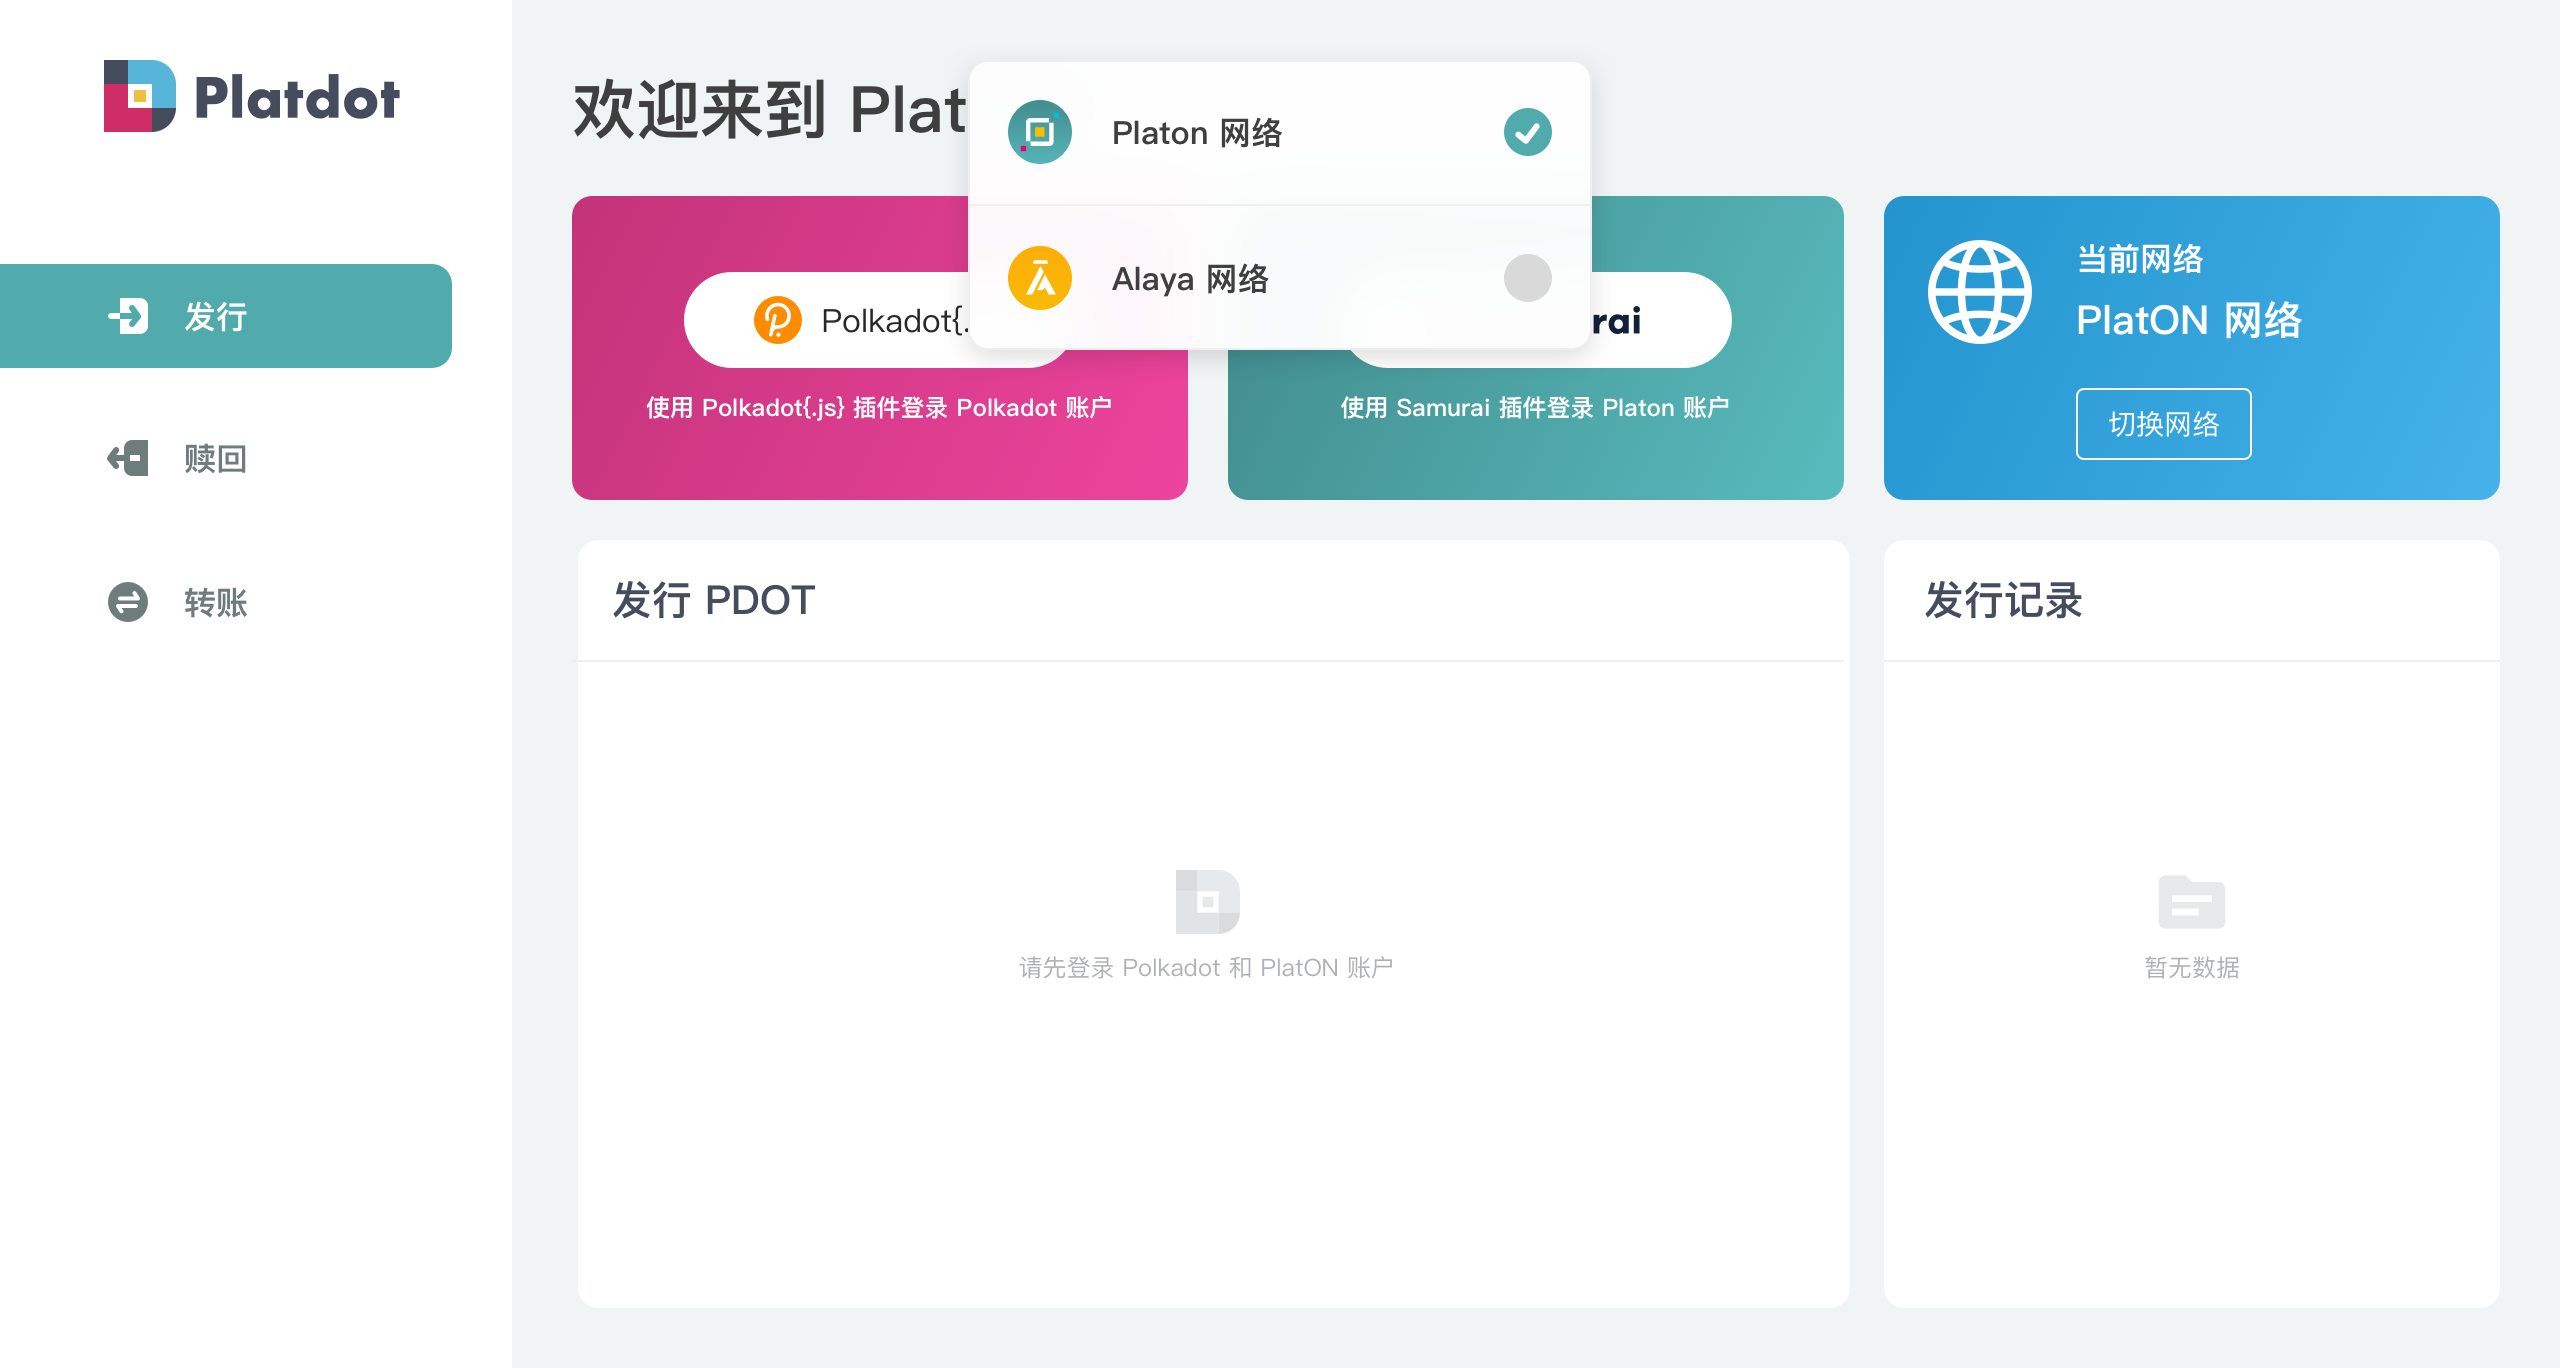 Platdot
发行
赎回
转账
欢迎来到 Plat
Platon 网络
Alaya 网络
Polkadot{.
使用 Polkadot{.js} 插件登录 Polkadot 账户
rai
使用 Samurai 插件登录 Platon 账户
当前网络
PlatON 网络
切换网络
发行 PDOT
请先登录 Polkadot 和 PlatON 账户
发行记录
暂无数据